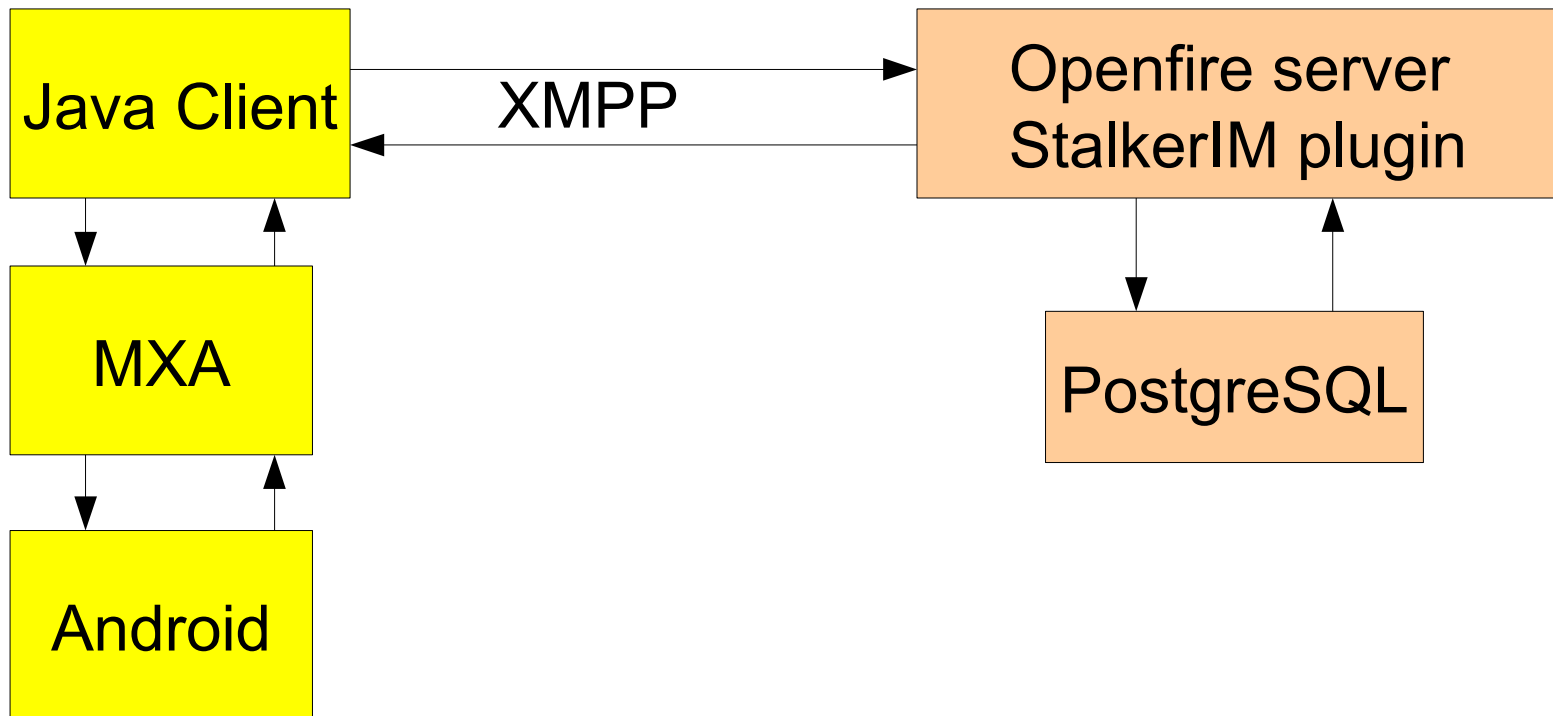 Java Client
XMPP
Openfire server
StalkerIM plugin
MXA
PostgreSQL
Android